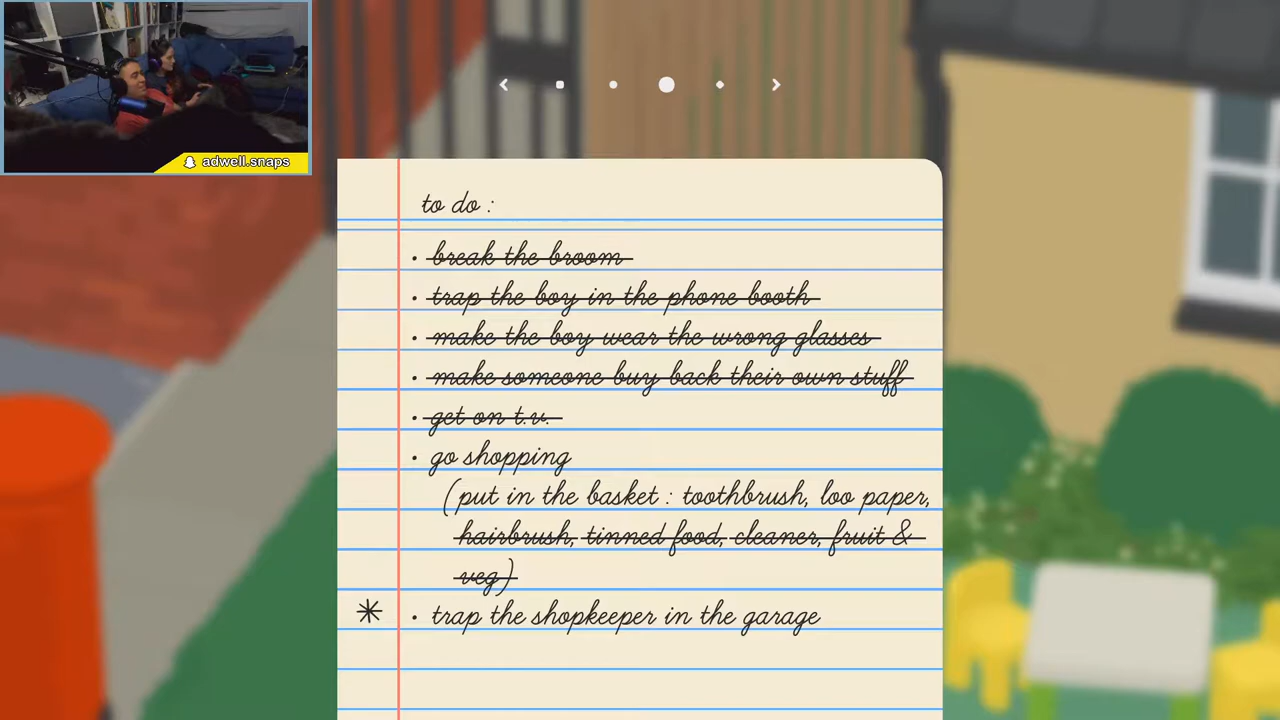 adwell.snaps
to do :
• break the broom
• trap the boy in the phone booth
• make the boy wear the wrong glasses
• make someone buy back their own stuff
• get on t.v.
• go shopping
(put in the basket : toothbrush, loo paper,
hairbrush, tinned food, cleaner, fruit &
veg)
• trap the shopkeeper in the garage